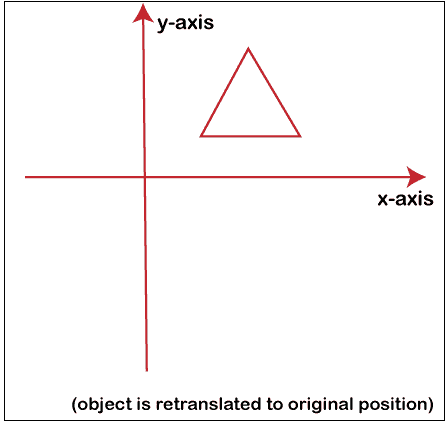 y-axis
x-axis
(object is retranslated to original position)